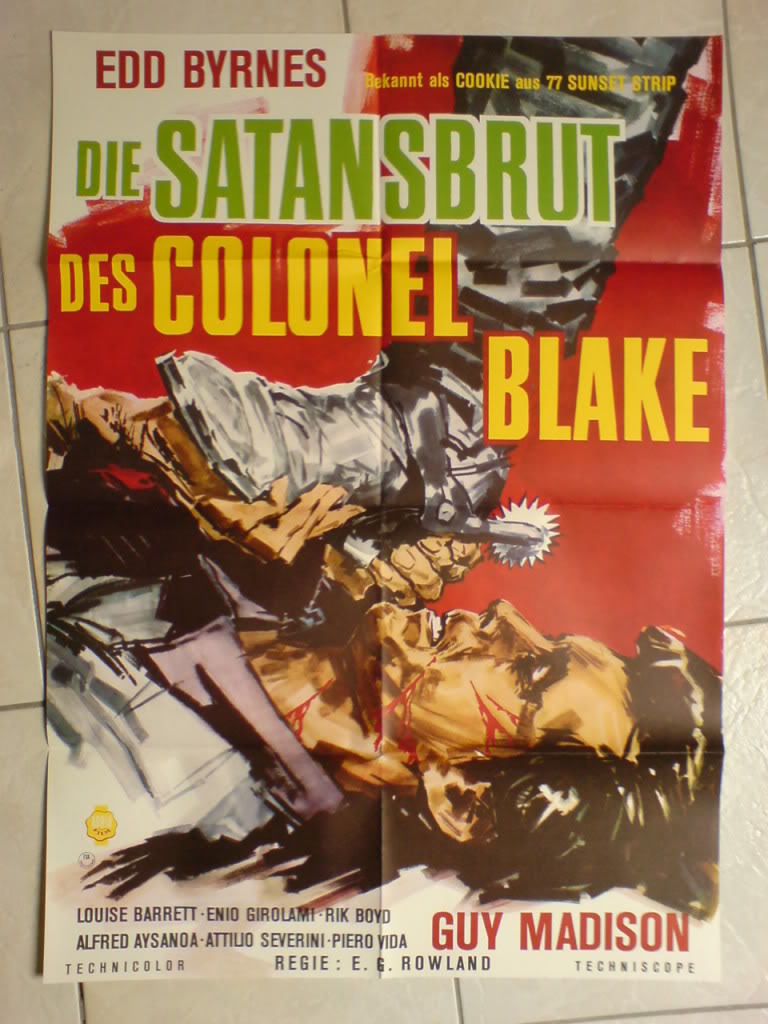 EDD BYRNES
Bekannt als COOKIE aus 77 SUNSET STRIP
DIE SATANSBRUT
DES COLONEL
BLAKE
LOUISE BARRETT · ENIO GIROLAMI · RIK BOYD
ALFRED AYSANOA · ATTILIO SEVERINI · PIERO VIDA
GUY MADISON
TECHNICOLOR
REGIE: E. G. ROWLAND
TECHNISCOPE